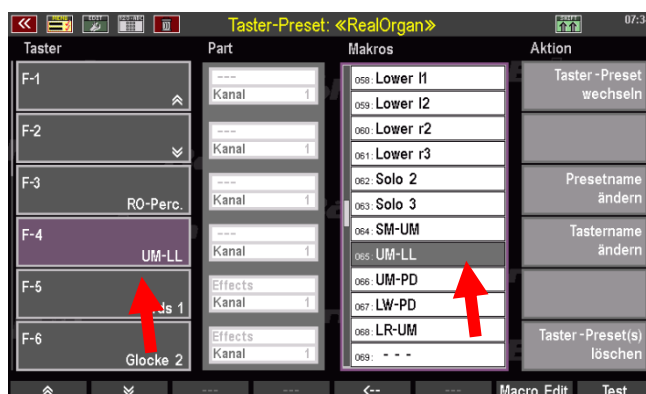 MENU EDIT
Taster-Preset: «RealOrgan»
07:3
Taster
Part
Makros
Aktion
F-1
F-2
F-3
RO-Perc.
F-4
UM-LL
F-5
1
F-6
Glocke 2
---
Kanal 1
---
Kanal 1
---
Kanal 1
---
Kanal 1
Effects
Kanal 1
Effects
Kanal 1
058: Lower l1
059: Lower l2
060: Lower r2
061: Lower r3
062: Solo 2
063: Solo 3
064: SM-UM
065: UM-LL
066: UM-PD
067: LW-PD
068: LR-UM
069: - - -
Taster-Preset
wechseln
Presetname
ändern
Tastername
ändern
Taster-Preset(s)
löschen
--- --- <-- --- Macro Edit Test